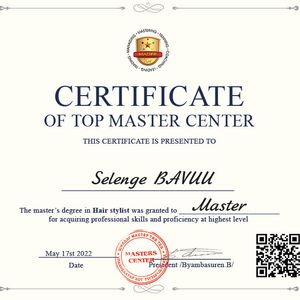 CERTIFICATE
OF TOP MASTER CENTER
THIS CERTIFICATE IS PRESENTED TO
Selenge BAVUU
The master's degree in Hair stylist was granted to Master
for acquiring professional skills and proficiency at highest level
May 17st 2022
Date
MASTERS
CENTER
President /Byambasuren.B/